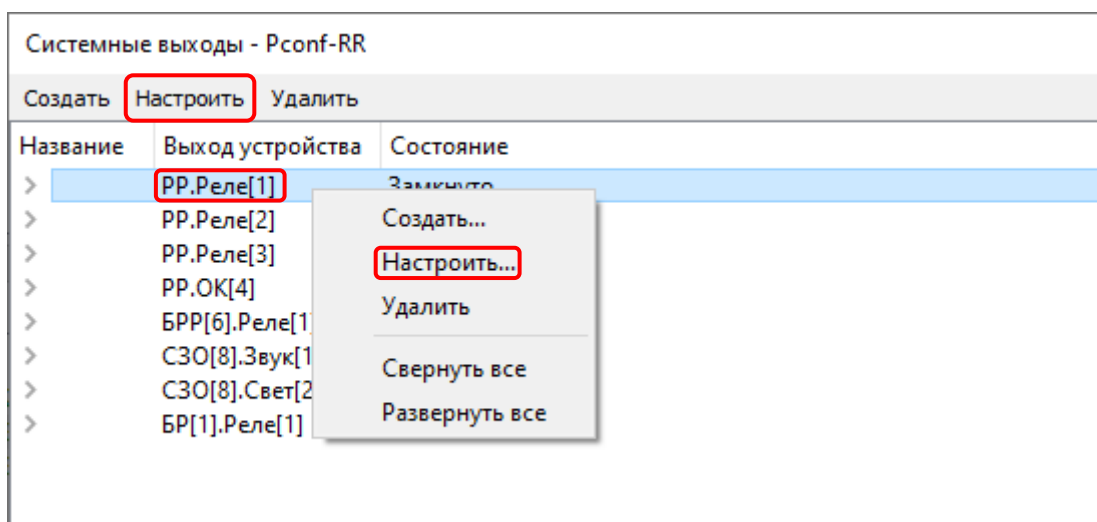 Системные выходы - Pconf-RR
Создать Настроить Удалить
Название Выход устройства Состояние
РР.Реле[1] Замкнуто
РР.Реле[2]
РР.Реле[3]
РР.ОК[4]
БРР[6].Реле[1]
СЗО[8].Звук[1
СЗО[8].Свет[2
БР[1].Реле[1]
Создать...
Настроить...
Удалить
Свернуть все
Развернуть все